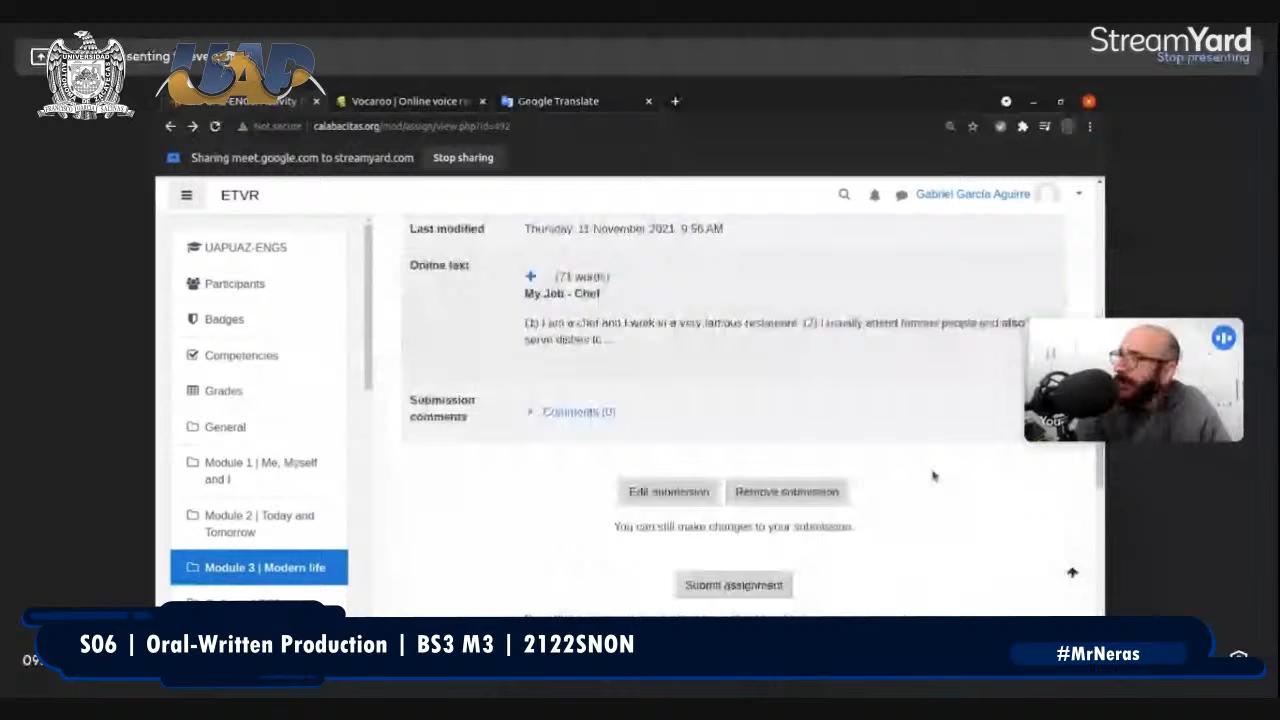 StreamYard
Stop presenting
UNIVERSIDAD
UAP
Vocaroo | Online voice re
Google Translate
Not secure
calabacitas.org/mod/assign/view.php?id=492
Sharing meet.google.com to streamyard.com
Stop sharing
ETVR
Gabriel García Aguirre
UAPUAZ-ENG5
Participants
Badges
Competencies
Grades
General
Module 1 | Me, Myself
and I
Module 2 | Today and
Tomorrow
Module 3 | Modern life
Last modified
Thursday, 11 November 2021, 9:56 AM
Online text
(71 words)
My Job - Chef
(1) I am a chef and I work in a very famous restaurant. (2) I usually attend famous people and also
serve dishes to ...
Submission
comments
Comments (0)
Edit submission
Remove submission
You can still make changes to your submission.
Submit assignment
You
S06 | Oral-Written Production | BS3 M3 | 2122SNON
#MrNeras
09